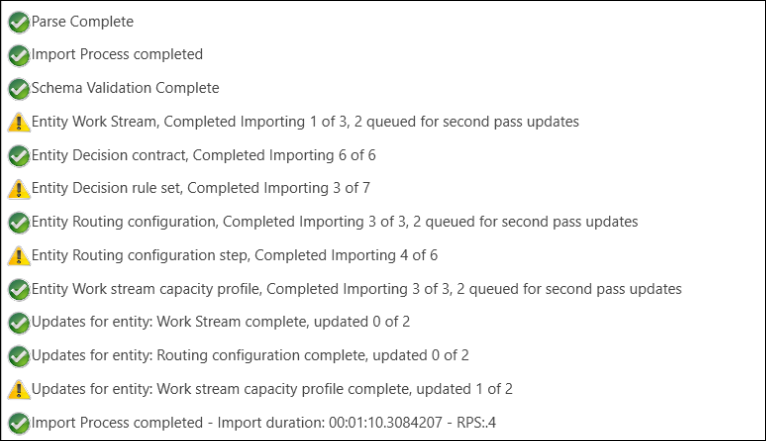 Parse Complete
Import Process completed
Schema Validation Complete
Entity Work Stream, Completed Importing 1 of 3, 2 queued for second pass updates
Entity Decision contract, Completed Importing 6 of 6
Entity Decision rule set, Completed Importing 3 of 7
Entity Routing configuration, Completed Importing 3 of 3, 2 queued for second pass updates
Entity Routing configuration step, Completed Importing 4 of 6
Entity Work stream capacity profile, Completed Importing 3 of 3, 2 queued for second pass updates
Updates for entity: Work Stream complete, updated 0 of 2
Updates for entity: Routing configuration complete, updated 0 of 2
Updates for entity: Work stream capacity profile complete, updated 1 of 2
Import Process completed - Import duration: 00:01:10.3084207 - RPS:.4